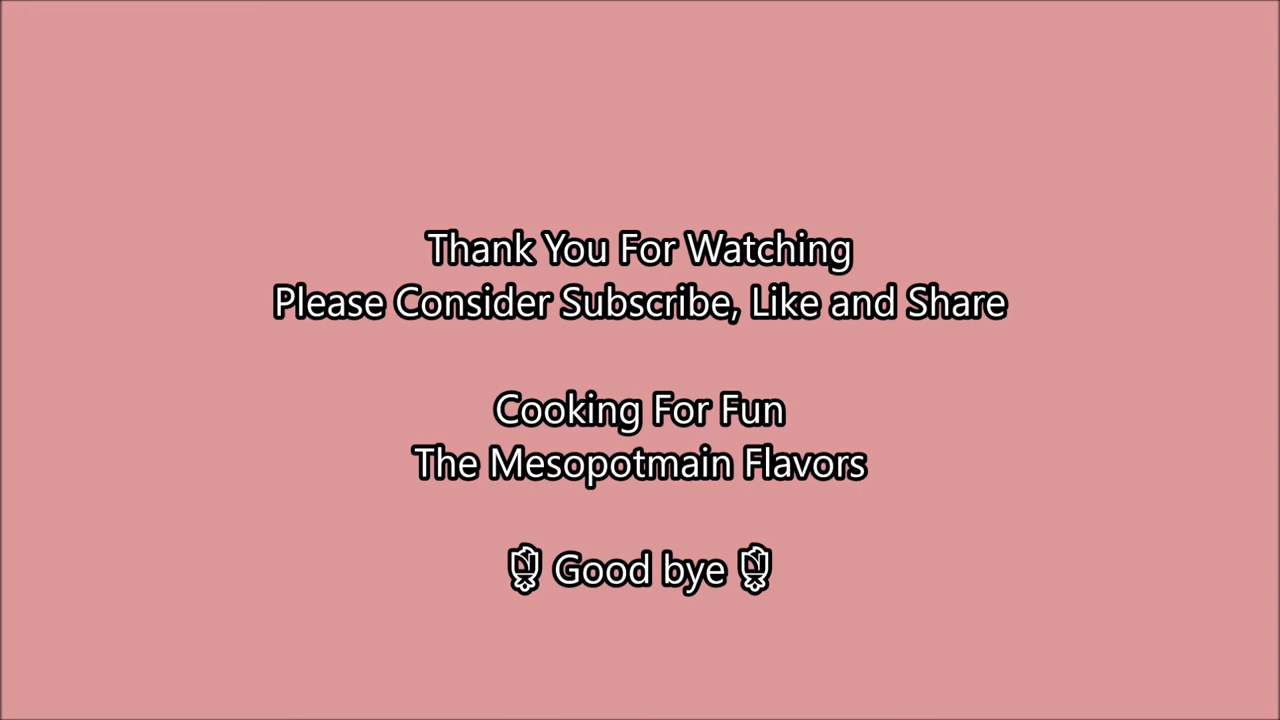 Thank You For Watching
Please Consider Subscribe, Like and Share
Cooking For Fun
The Mesopotmain Flavors
🌹 Good bye 🌹